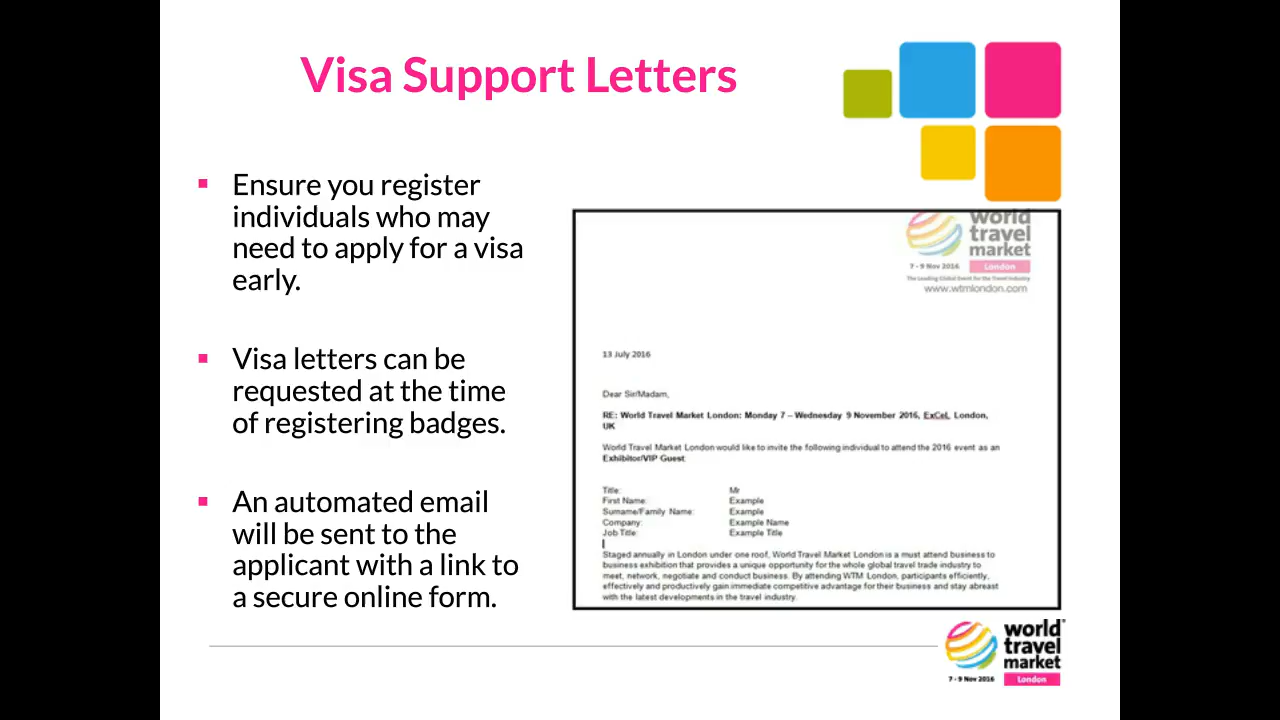 Visa Support Letters
Ensure you register
individuals who may
need to apply for a visa
early.
Visa letters can be
requested at the time
of registering badges.
An automated email
will be sent to the
applicant with a link to
a secure online form.
world
travel
market
7 - 9 Nov 2016 London
The Leading Global Event for the Travel Industry
www.wtmlondon.com
13 July 2016
Dear Sir/Madam,
RE: World Travel Market London: Monday 7 – Wednesday 9 November 2016, ExCeL London,
UK
World Travel Market London would like to invite the following individual to attend the 2016 event as an
Exhibitor/VIP Guest
Title: Mr
First Name: Example
Surname/Family Name: Example
Company: Example Name
Job Title: Example Title
Staged annually in London under one roof, World Travel Market London is a must attend business to
business exhibition that provides a unique opportunity for the whole global travel trade industry to
meet, network, negotiate and conduct business. By attending WTM London, participants efficiently,
effectively and productively gain immediate competitive advantage for their business and stay abreast
with the latest developments in the travel industry.
world
travel
market
7 - 9 Nov 2016 London